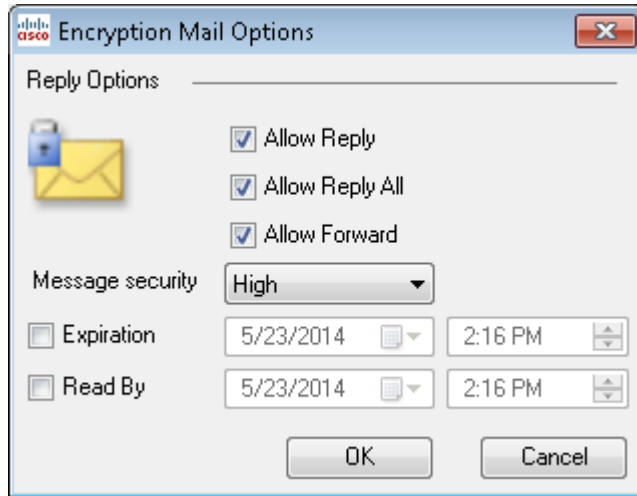 cisco Encryption Mail Options
Reply Options
Allow Reply
Allow Reply All
Allow Forward
Message security High
Expiration 5/23/2014 2:16 PM
Read By 5/23/2014 2:16 PM
OK Cancel